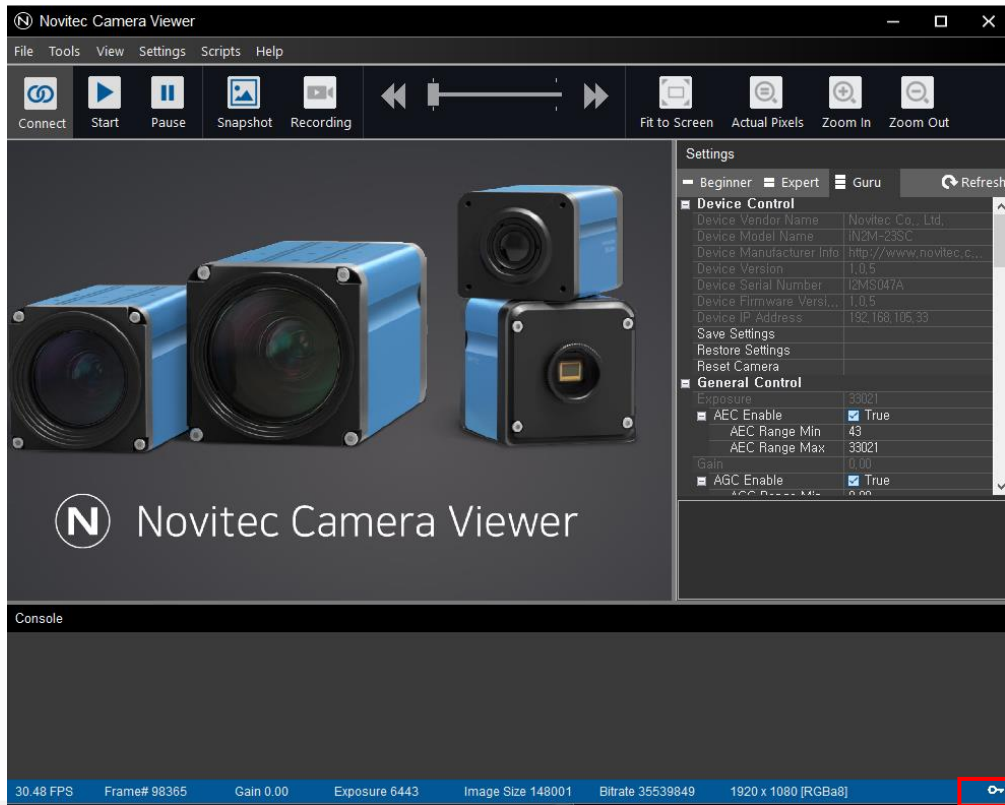 Novitec Camera Viewer
File Tools View Settings Scripts Help
Connect Start Pause Snapshot Recording Fit to Screen Actual Pixels Zoom In Zoom Out
Settings
Beginner Expert Guru Refresh
Device Control
Device Vendor Name Novitec Co., Ltd,
Device Model Name iN2M-23SC
Device Manufacturer Info http://www,novitec,c...
Device Version 1,0,5
Device Serial Number I2MS047A
Device Firmware Versi... 1,0,5
Device IP Address 192,168,105,33
Save Settings
Restore Settings
Reset Camera
General Control
Exposure 33021
AEC Enable True
AEC Range Min 43
AEC Range Max 33021
Gain 0,00
AGC Enable True
AGC Range Min 0,00
N Novitec Camera Viewer
Console
30.48 FPS Frame# 98365 Gain 0.00 Exposure 6443 Image Size 148001 Bitrate 35539849 1920 x 1080 [RGBa8]